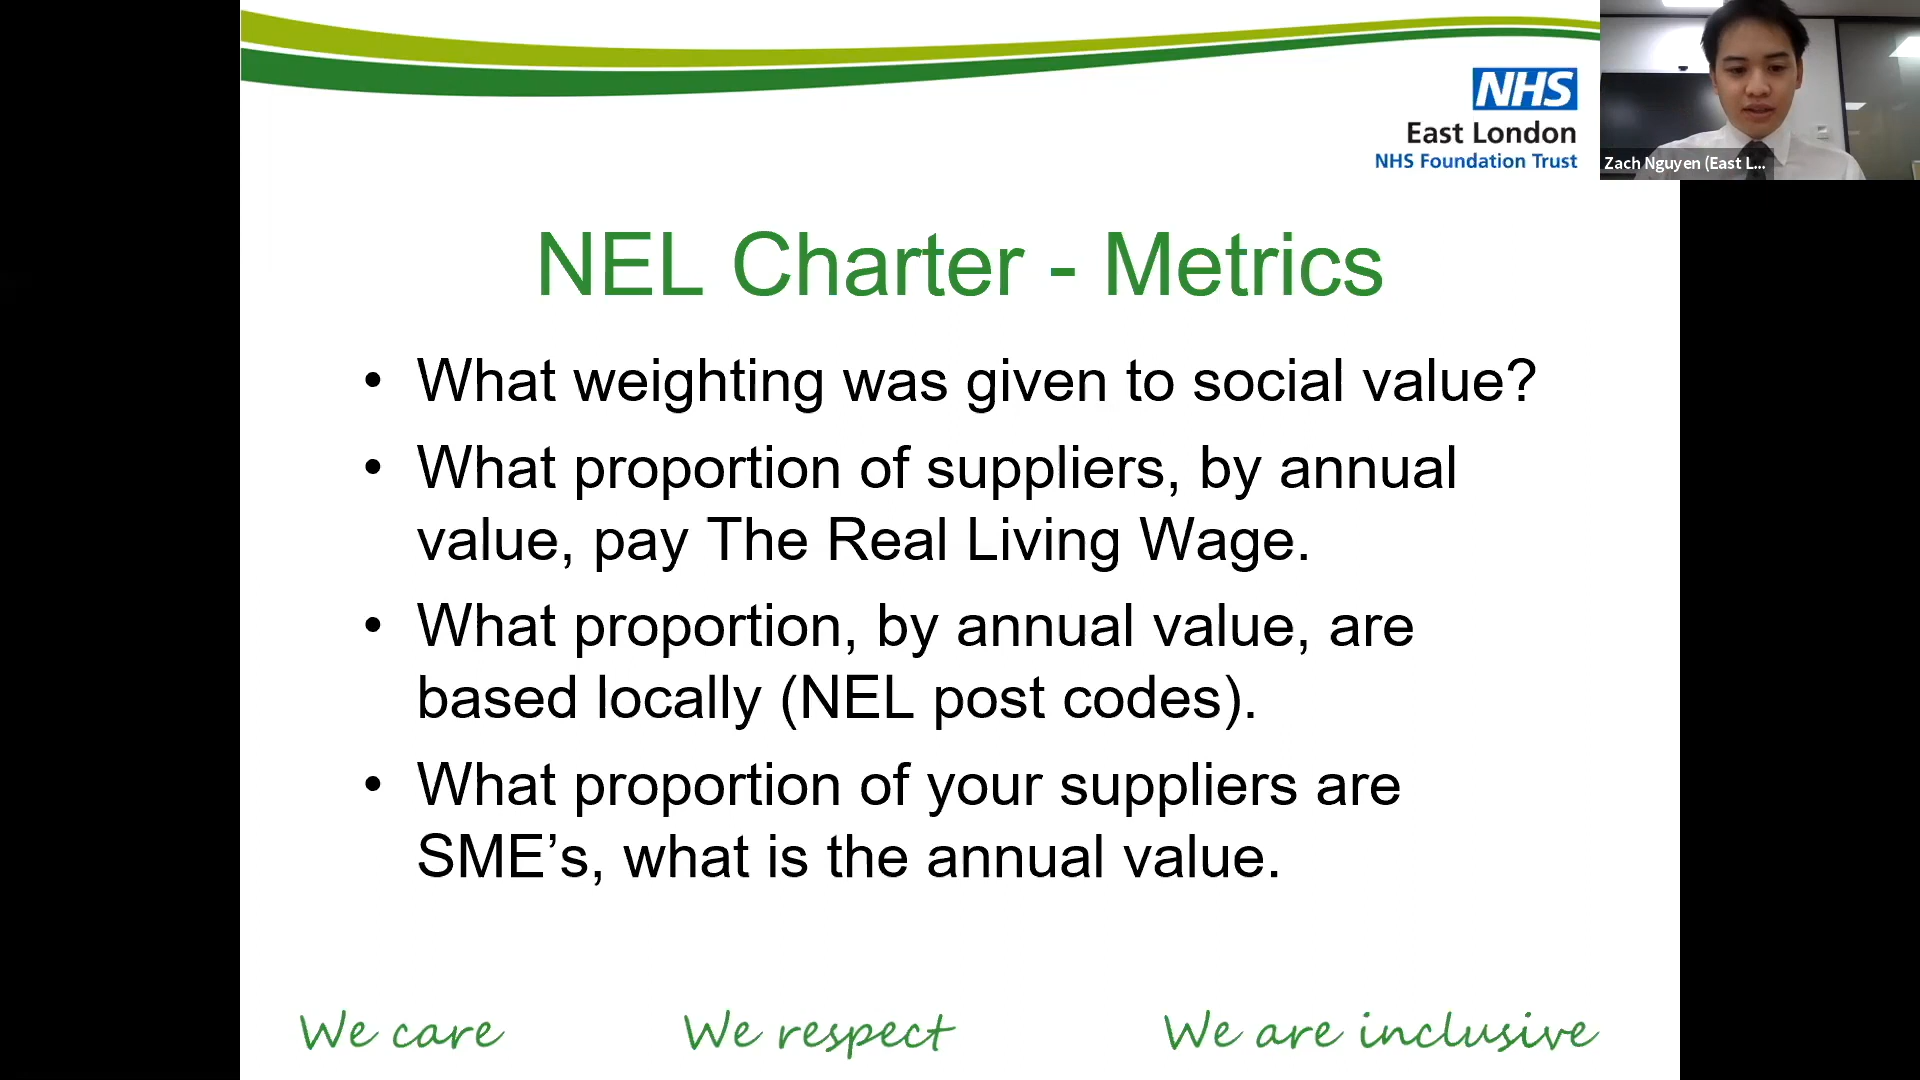 NHS
East London
NHS Foundation Trust
Zach Nguyen (East L...
NEL Charter - Metrics
• What weighting was given to social value?
• What proportion of suppliers, by annual
value, pay The Real Living Wage.
• What proportion, by annual value, are
based locally (NEL post codes).
• What proportion of your suppliers are
SME’s, what is the annual value.
We care
We respect
We are inclusive